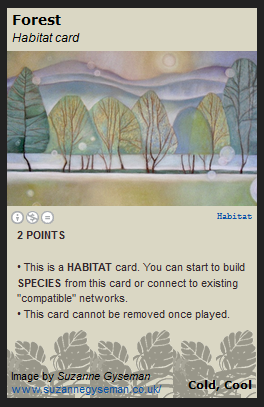 Forest
Habitat card
Habitat
2 POINTS
• This is a HABITAT card. You can start to build
SPECIES from this card or connect to existing
"compatible" networks.
• This card cannot be removed once played.
Image by Suzanne Gyseman
www.suzannegyseman.co.uk/
Cold, Cool